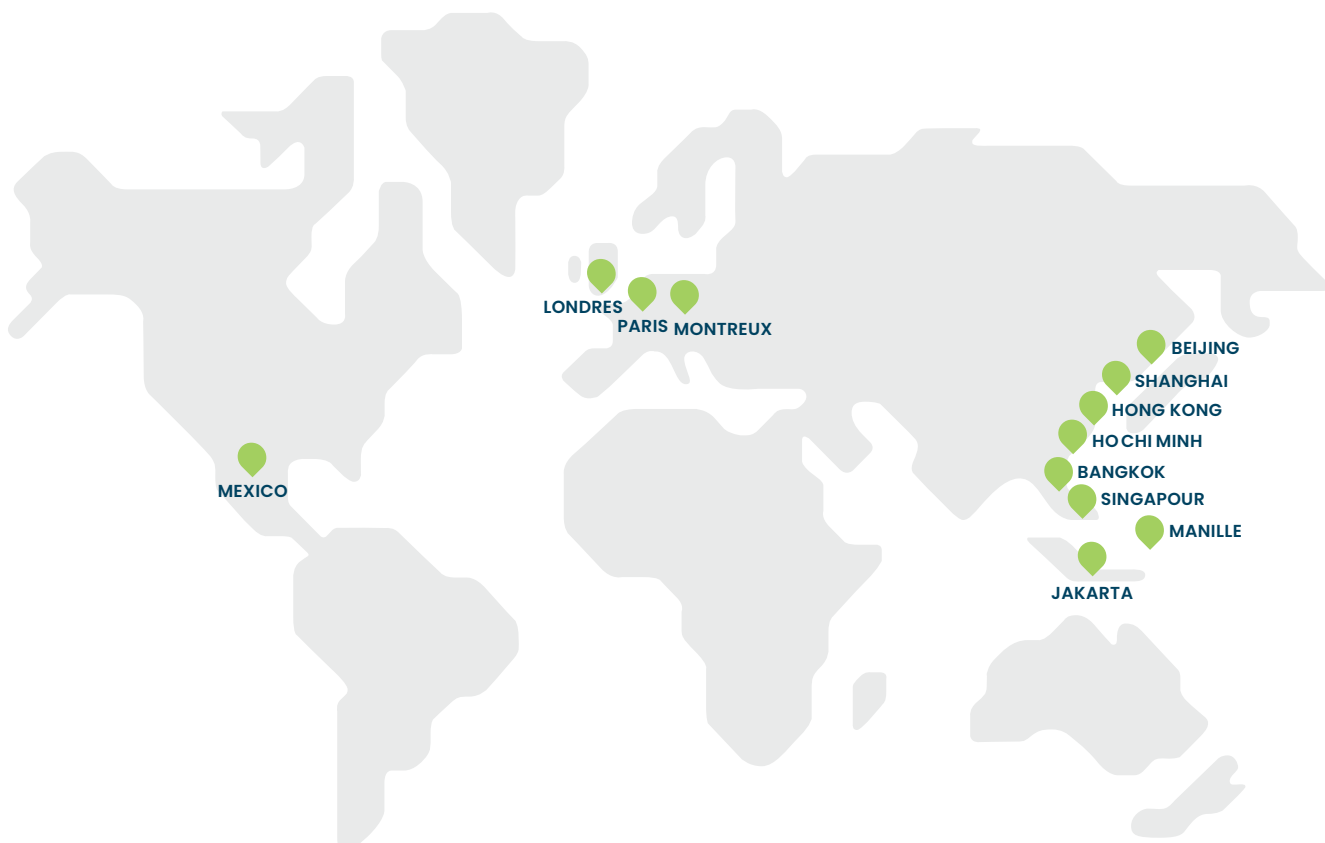 LONDRES
PARIS
MONTREUX
BEIJING
SHANGHAI
HONG KONG
HO CHI MINH
BANGKOK
MEXICO
SINGAPOUR
MANILLE
JAKARTA